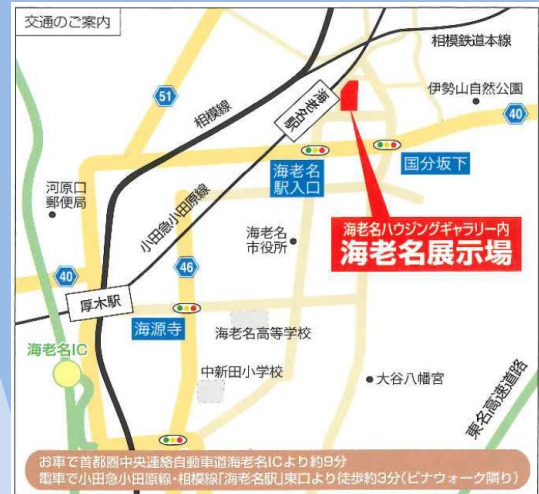 交通のご案内
相模鉄道本線
51
相模線
海老名駅
伊勢山自然公園
40
海老名
駅入口
国分坂下
河原口
郵便局
小田急小田原線
海老名
市役所
海老名ハウジングギャラリー内
海老名展示場
40
46
厚木駅
海源寺
海老名高等学校
海老名IC
中新田小学校
大谷八幡宮
東名高速道路
お車で首都圏中央連絡自動車道海老名ICより約9分
電車で小田急小田原線・相模線「海老名駅」東口より徒歩約3分(ビナウォーク隣り)